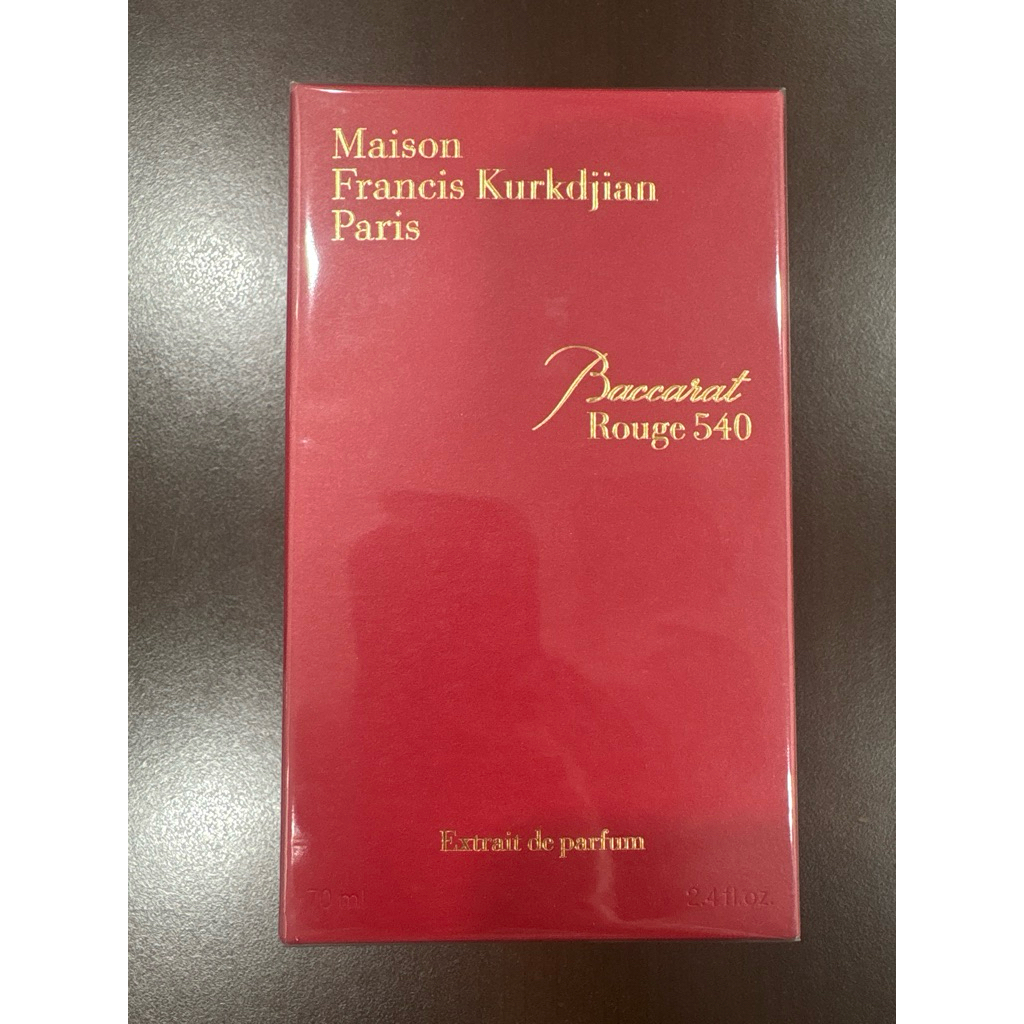 Maison
Francis Kurkdjian
Paris
Baccarat
Rouge 540
Extrait de parfum
70 ml 2.4 fl.oz.